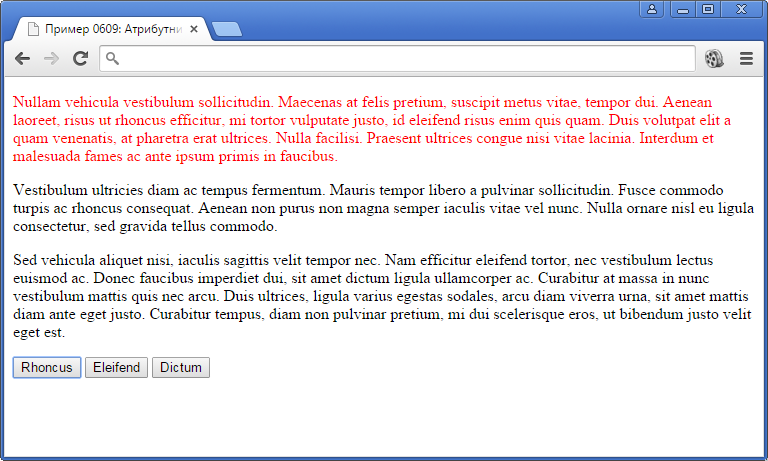 Пример 0609: Атрибутни
Nullam vehicula vestibulum sollicitudin. Maecenas at felis pretium, suscipit metus vitae, tempor dui. Aenean
laoreet, risus ut rhoncus efficitur, mi tortor vulputate justo, id eleifend risus enim quis quam. Duis volutpat elit a
quam venenatis, at pharetra erat ultrices. Nulla facilisi. Praesent ultrices congue nisi vitae lacinia. Interdum et
malesuada fames ac ante ipsum primis in faucibus.
Vestibulum ultricies diam ac tempus fermentum. Mauris tempor libero a pulvinar sollicitudin. Fusce commodo
turpis ac rhoncus consequat. Aenean non purus non magna semper iaculis vitae vel nunc. Nulla ornare nisl eu ligula
consectetur, sed gravida tellus commodo.
Sed vehicula aliquet nisi, iaculis sagittis velit tempor nec. Nam efficitur eleifend tortor, nec vestibulum lectus
euismod ac. Donec faucibus imperdiet dui, sit amet dictum ligula ullamcorper ac. Curabitur at massa in nunc
vestibulum mattis quis nec arcu. Duis ultrices, ligula varius egestas sodales, arcu diam viverra urna, sit amet mattis
diam ante eget justo. Curabitur tempus, diam non pulvinar pretium, mi dui scelerisque eros, ut bibendum justo velit
eget est.
Rhoncus Eleifend Dictum